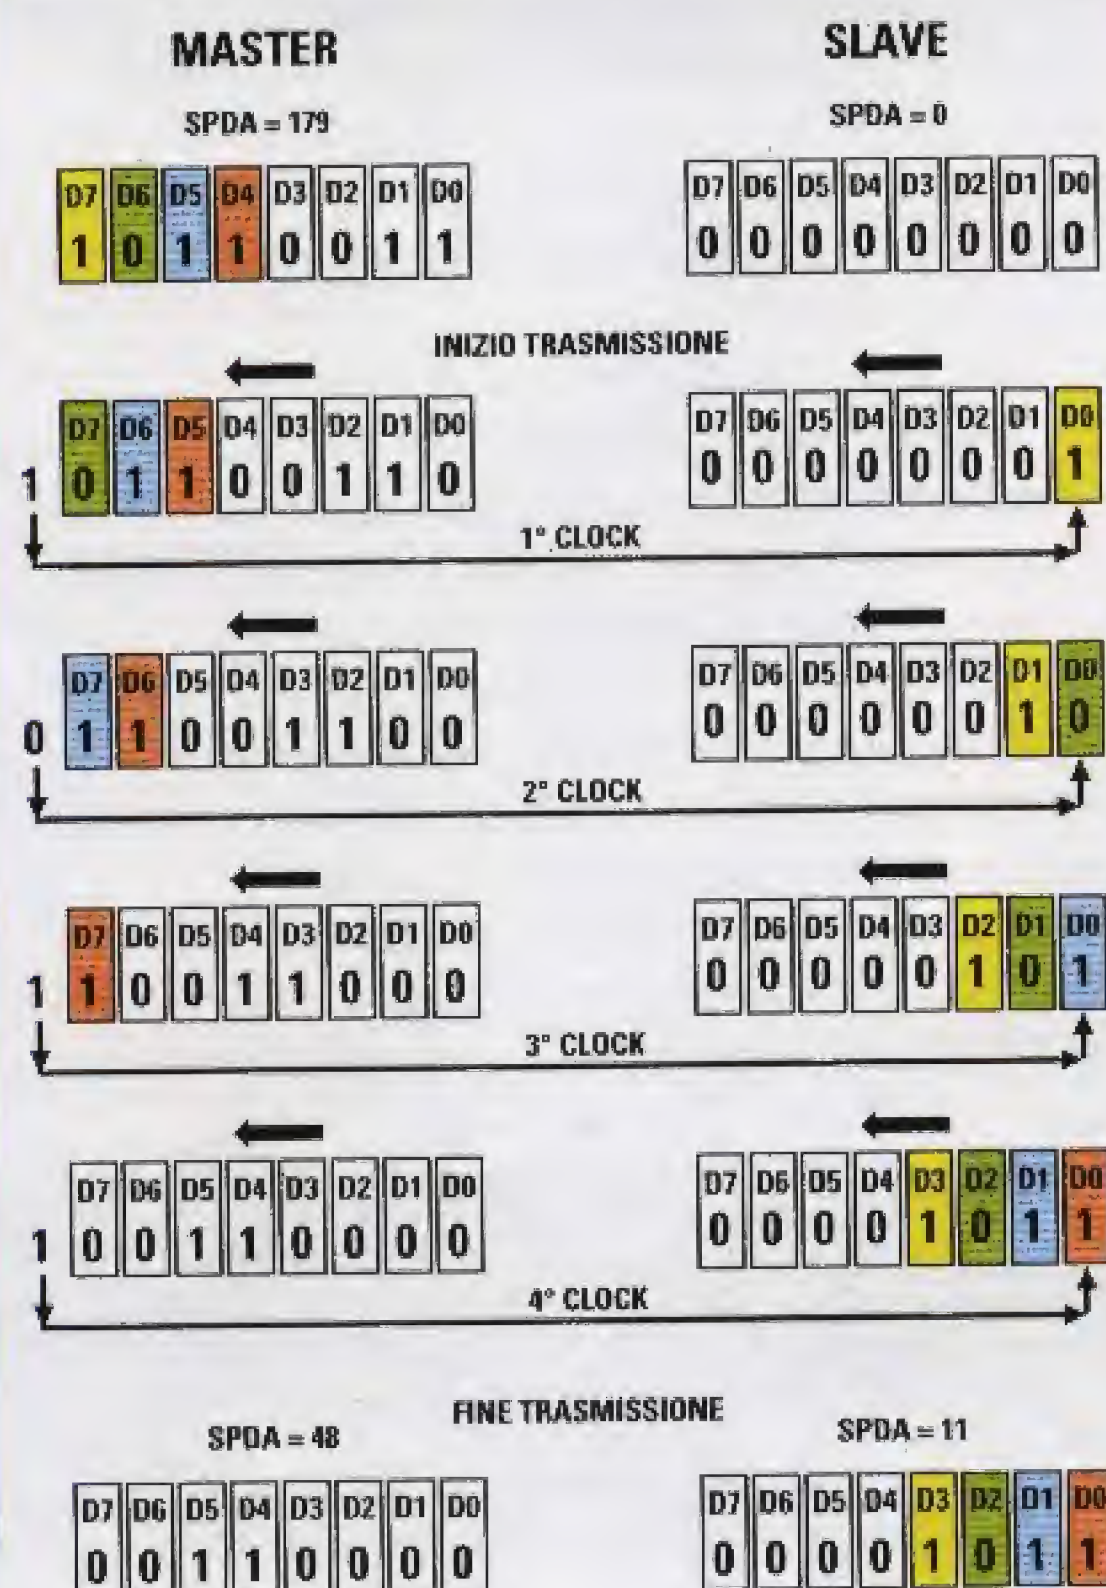 MASTER SLAVE
SPDA = 179 SPDA = 0
D7 D6 D5 D4 D3 D2 D1 D0 D7 D6 D5 D4 D3 D2 D1 D0
1 0 1 1 0 0 1 1 0 0 0 0 0 0 0 0
INIZIO TRASMISSIONE
D7 D6 D5 D4 D3 D2 D1 D0 D7 D6 D5 D4 D3 D2 D1 D0
1 0 1 1 0 0 1 1 0 0 0 0 0 0 0 0 1
1° CLOCK
D7 D6 D5 D4 D3 D2 D1 D0 D7 D6 D5 D4 D3 D2 D1 D0
0 1 1 0 0 1 1 0 0 0 0 0 0 0 0 1 0
2° CLOCK
D7 D6 D5 D4 D3 D2 D1 D0 D7 D6 D5 D4 D3 D2 D1 D0
1 1 0 0 1 1 0 0 0 0 0 0 0 0 1 0 1
3° CLOCK
D7 D6 D5 D4 D3 D2 D1 D0 D7 D6 D5 D4 D3 D2 D1 D0
1 0 0 1 1 0 0 0 0 0 0 0 0 1 0 1 1
4° CLOCK
FINE TRASMISSIONE
SPDA = 48 SPDA = 11
D7 D6 D5 D4 D3 D2 D1 D0 D7 D6 D5 D4 D3 D2 D1 D0
0 0 1 1 0 0 0 0 0 0 0 0 1 0 1 1